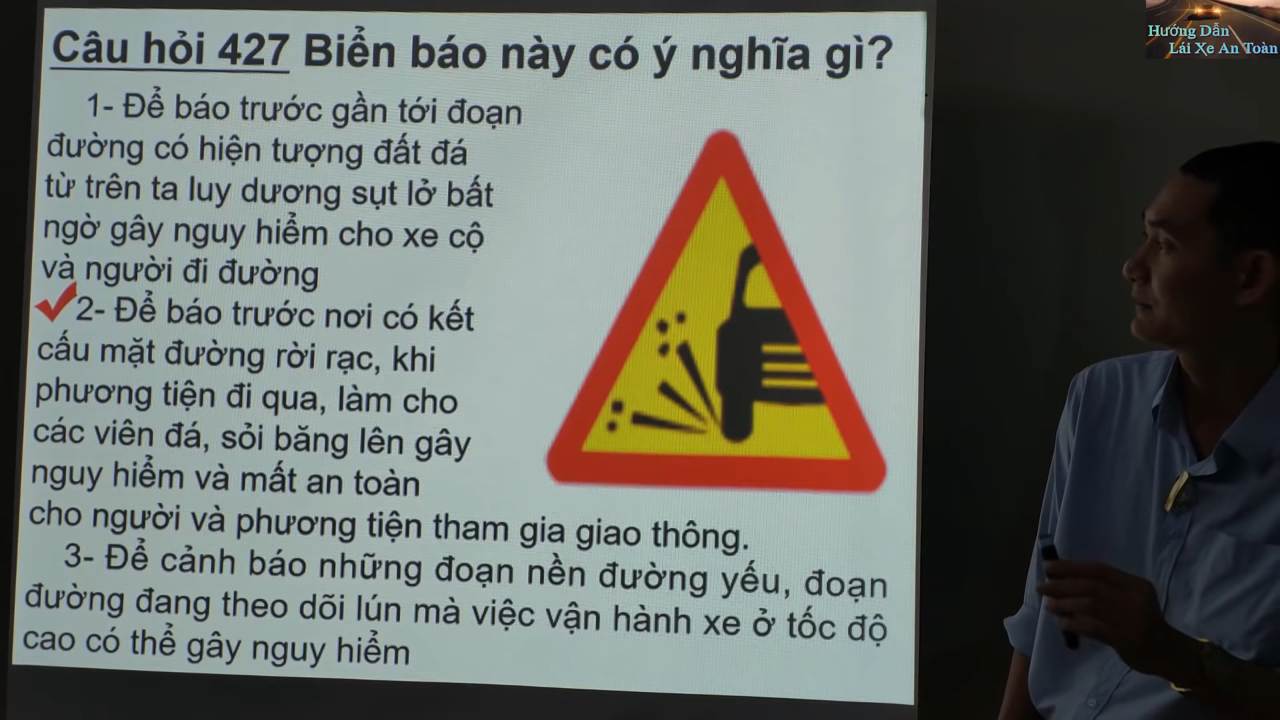 Hướng Dẫn
Lái Xe An Toàn
Câu hỏi 427 Biển báo này có ý nghĩa gì?
1- Để báo trước gần tới đoạn
đường có hiện tượng đất đá
từ trên ta luy dương sụt lở bất
ngờ gây nguy hiểm cho xe cộ
và người đi đường
2- Để báo trước nơi có kết
cấu mặt đường rời rạc, khi
phương tiện đi qua, làm cho
các viên đá, sỏi băng lên gây
nguy hiểm và mất an toàn
cho người và phương tiện tham gia giao thông.
3- Để cảnh báo những đoạn nền đường yếu, đoạn
đường đang theo dõi lún mà việc vận hành xe ở tốc độ
cao có thể gây nguy hiểm